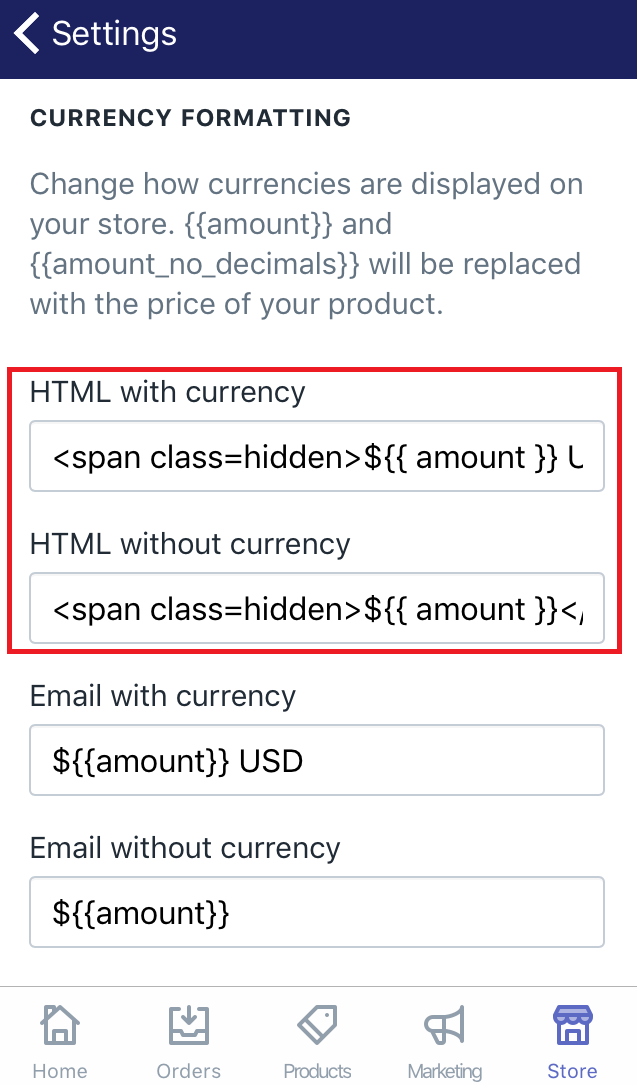 Settings
CURRENCY FORMATTING
Change how currencies are displayed on
your store. {{amount}} and
{{amount_no_decimals}} will be replaced
with the price of your product.
HTML with currency
<span class=hidden>${{ amount }} U
HTML without currency
<span class=hidden>${{ amount }}</
Email with currency
${{amount}} USD
Email without currency
${{amount}}
Home Orders Products Marketing Store